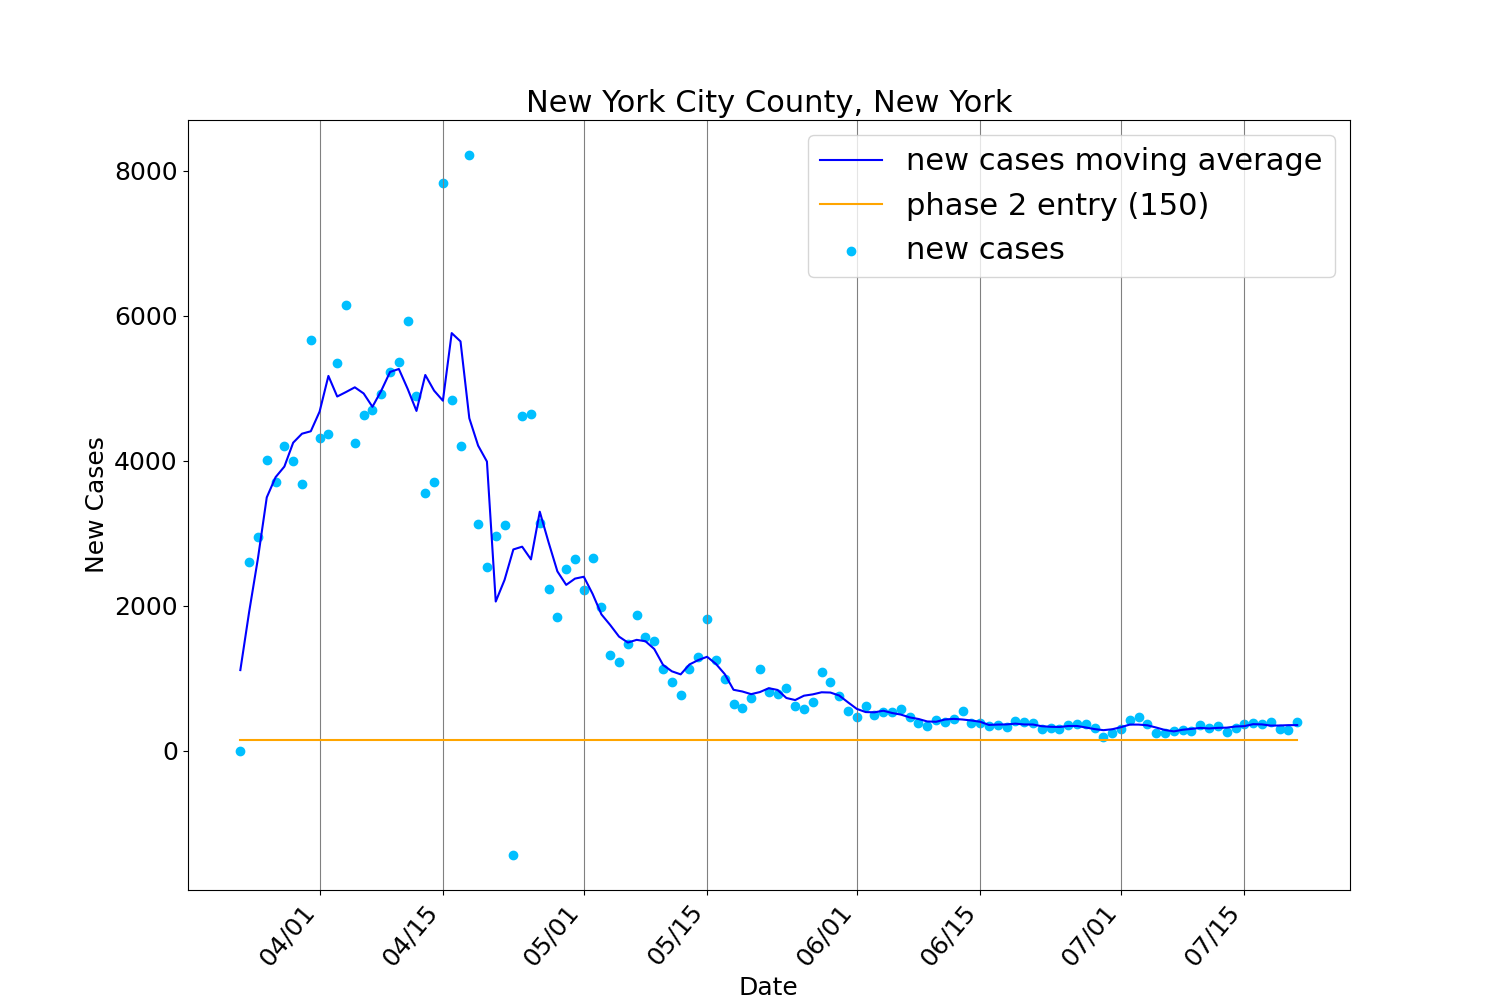 New York City County, New York
new cases moving average
phase 2 entry (150)
new cases
8000
6000
4000
2000
0
New Cases
04/01
04/15
05/01
05/15
06/01
06/15
07/01
07/15
Date